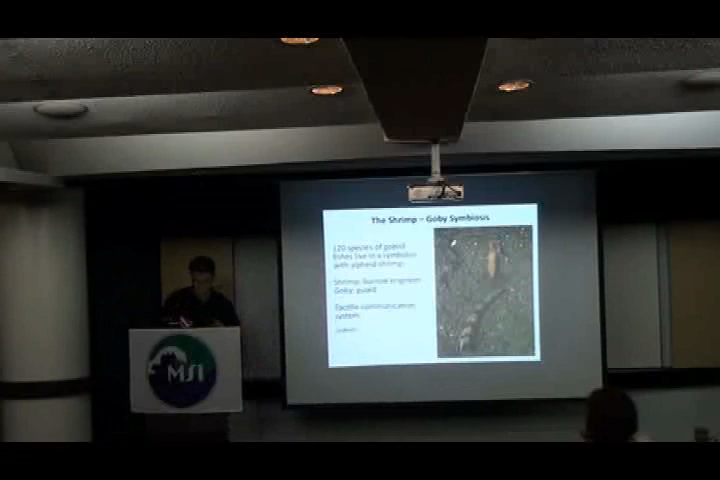 The Shrimp – Goby Symbiosis
120 species of goby
fishes live in a symbiosis
with alpheid shrimp
Shrimp: burrow engineer
Goby: guard
Tactile communication
system
MSI